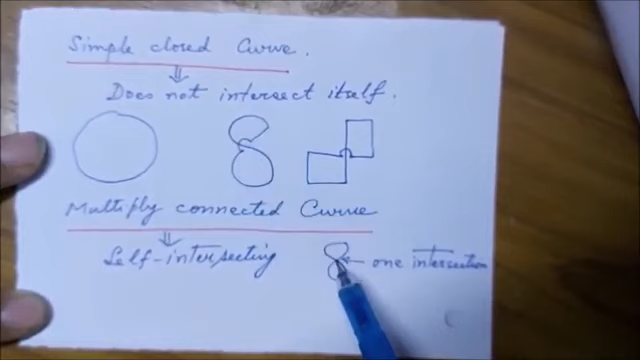 Simple closed Curve.
Does not intersect itself.
Multiply connected Curve
Self-intersecting
one intersection